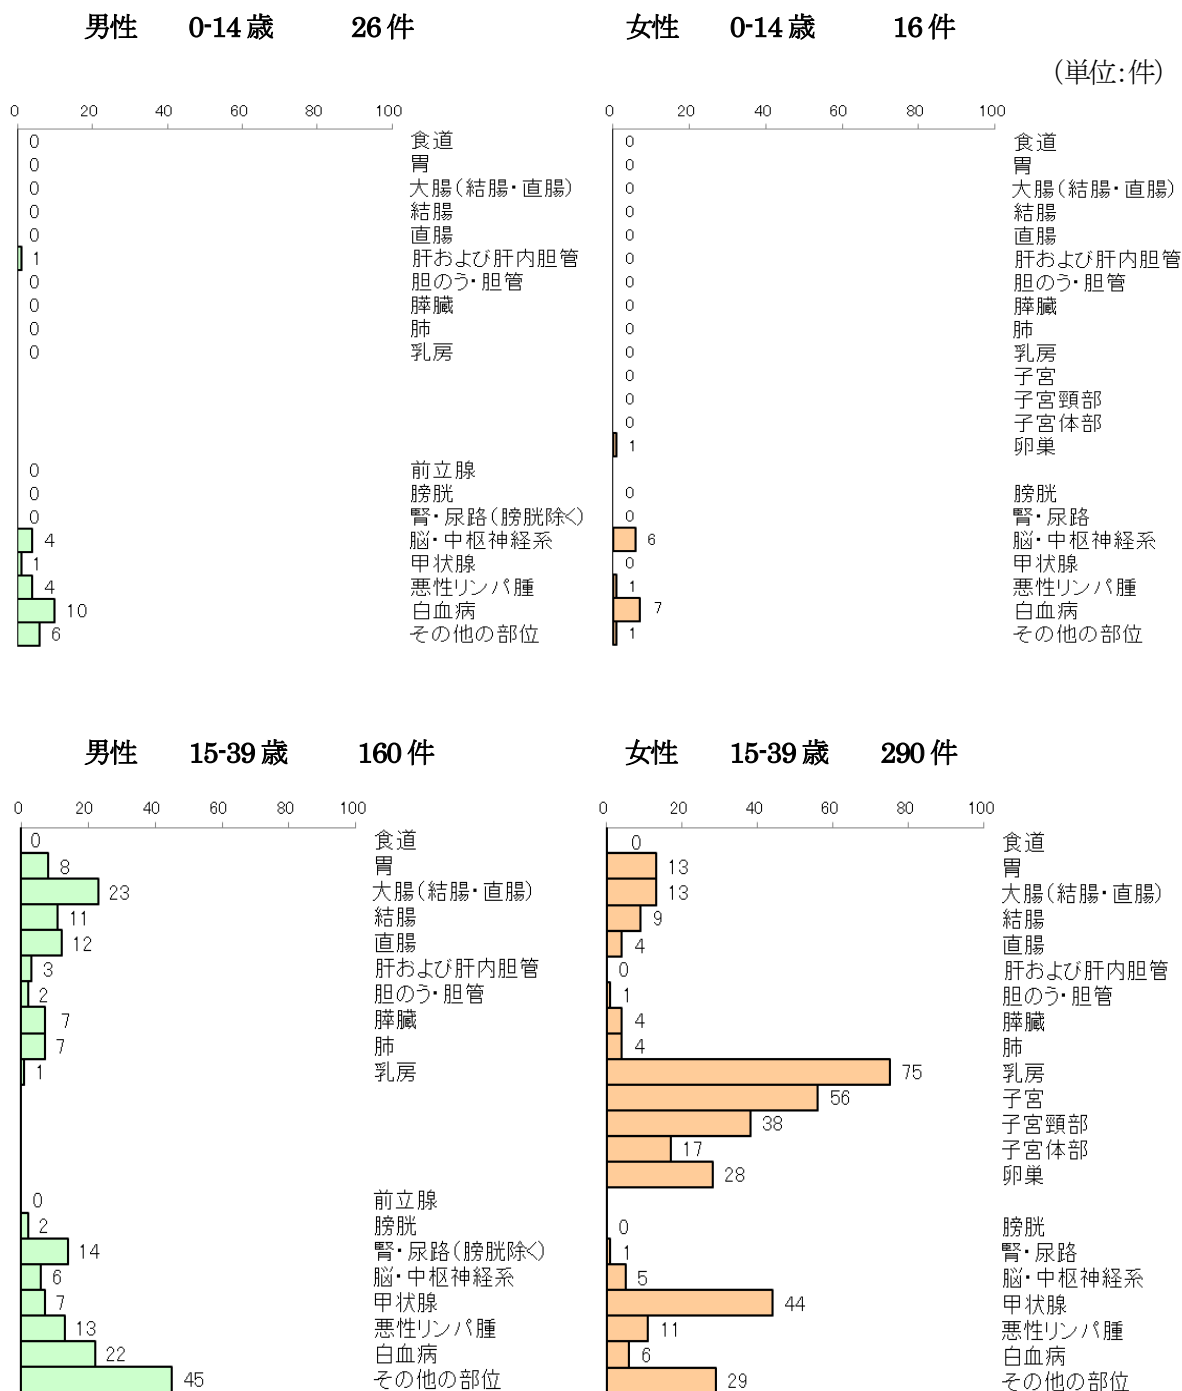 男性 0-14歳 26件
女性 0-14歳 16件
(単位:件)
0 20 40 60 80 100
0 食道
0 胃
0 大腸(結腸・直腸)
0 結腸
0 直腸
1 肝および肝内胆管
0 胆のう・胆管
0 膵臓
0 肺
0 乳房
0 前立腺
0 膀胱
0 腎・尿路(膀胱除く)
4 脳・中枢神経系
1 甲状腺
4 悪性リンパ腫
10 白血病
6 その他の部位
0 20 40 60 80 100
0 食道
0 胃
0 大腸(結腸・直腸)
0 結腸
0 直腸
0 肝および肝内胆管
0 胆のう・胆管
0 膵臓
0 肺
0 乳房
0 子宮
0 子宮頸部
0 子宮体部
1 卵巣
0 膀胱
0 腎・尿路
6 脳・中枢神経系
0 甲状腺
1 悪性リンパ腫
7 白血病
1 その他の部位
男性 15-39歳 160件
女性 15-39歳 290件
0 20 40 60 80 100
0 食道
8 胃
23 大腸(結腸・直腸)
11 結腸
12 直腸
3 肝および肝内胆管
2 胆のう・胆管
7 膵臓
7 肺
1 乳房
0 前立腺
2 膀胱
14 腎・尿路(膀胱除く)
6 脳・中枢神経系
7 甲状腺
13 悪性リンパ腫
22 白血病
45 その他の部位
0 20 40 60 80 100
0 食道
13 胃
13 大腸(結腸・直腸)
9 結腸
4 直腸
0 肝および肝内胆管
1 胆のう・胆管
4 膵臓
4 肺
75 乳房
56 子宮
38 子宮頸部
17 子宮体部
28 卵巣
0 膀胱
1 腎・尿路
5 脳・中枢神経系
44 甲状腺
11 悪性リンパ腫
6 白血病
29 その他の部位